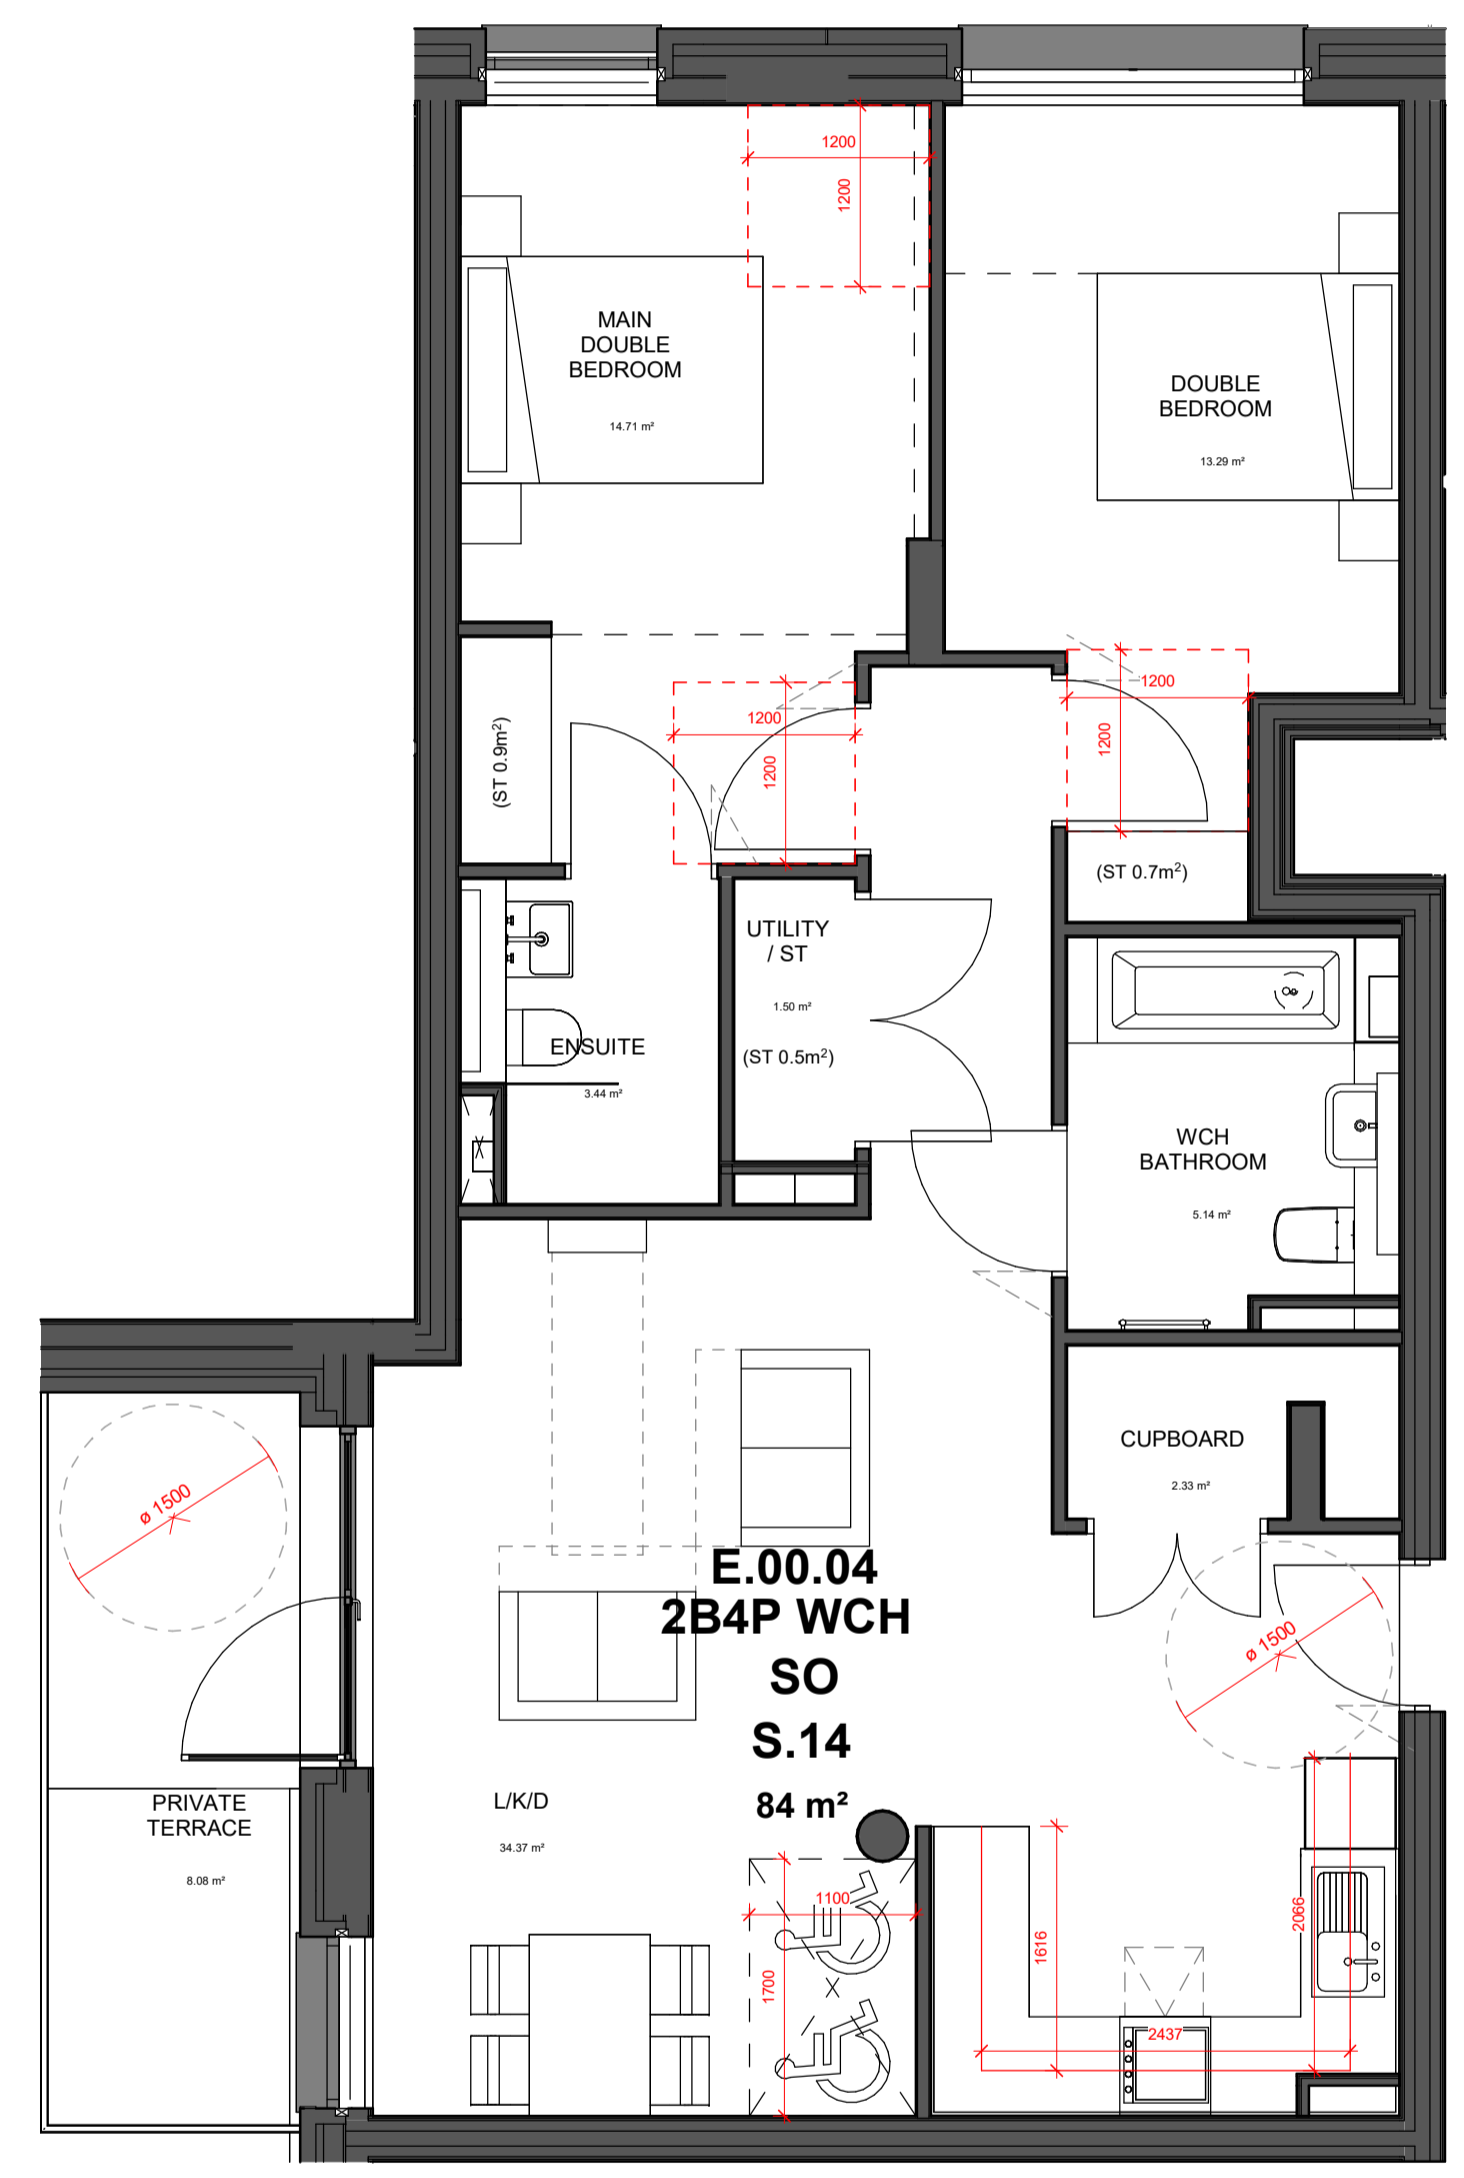 1200
1200
MAIN
DOUBLE
BEDROOM
14.71 m²
DOUBLE
BEDROOM
13.29 m²
(ST 0.9m²)
1200
1200
1200
1200
(ST 0.7m²)
UTILITY
/ ST
1.50 m²
(ST 0.5m²)
ENSUITE
3.44 m²
WCH
BATHROOM
5.14 m²
CUPBOARD
2.33 m²
ø 1500
E.00.04
2B4P WCH
SO
S.14
84 m²
ø 1500
PRIVATE
TERRACE
8.08 m²
L/K/D
34.37 m²
1100
1700
1616
2066
2437